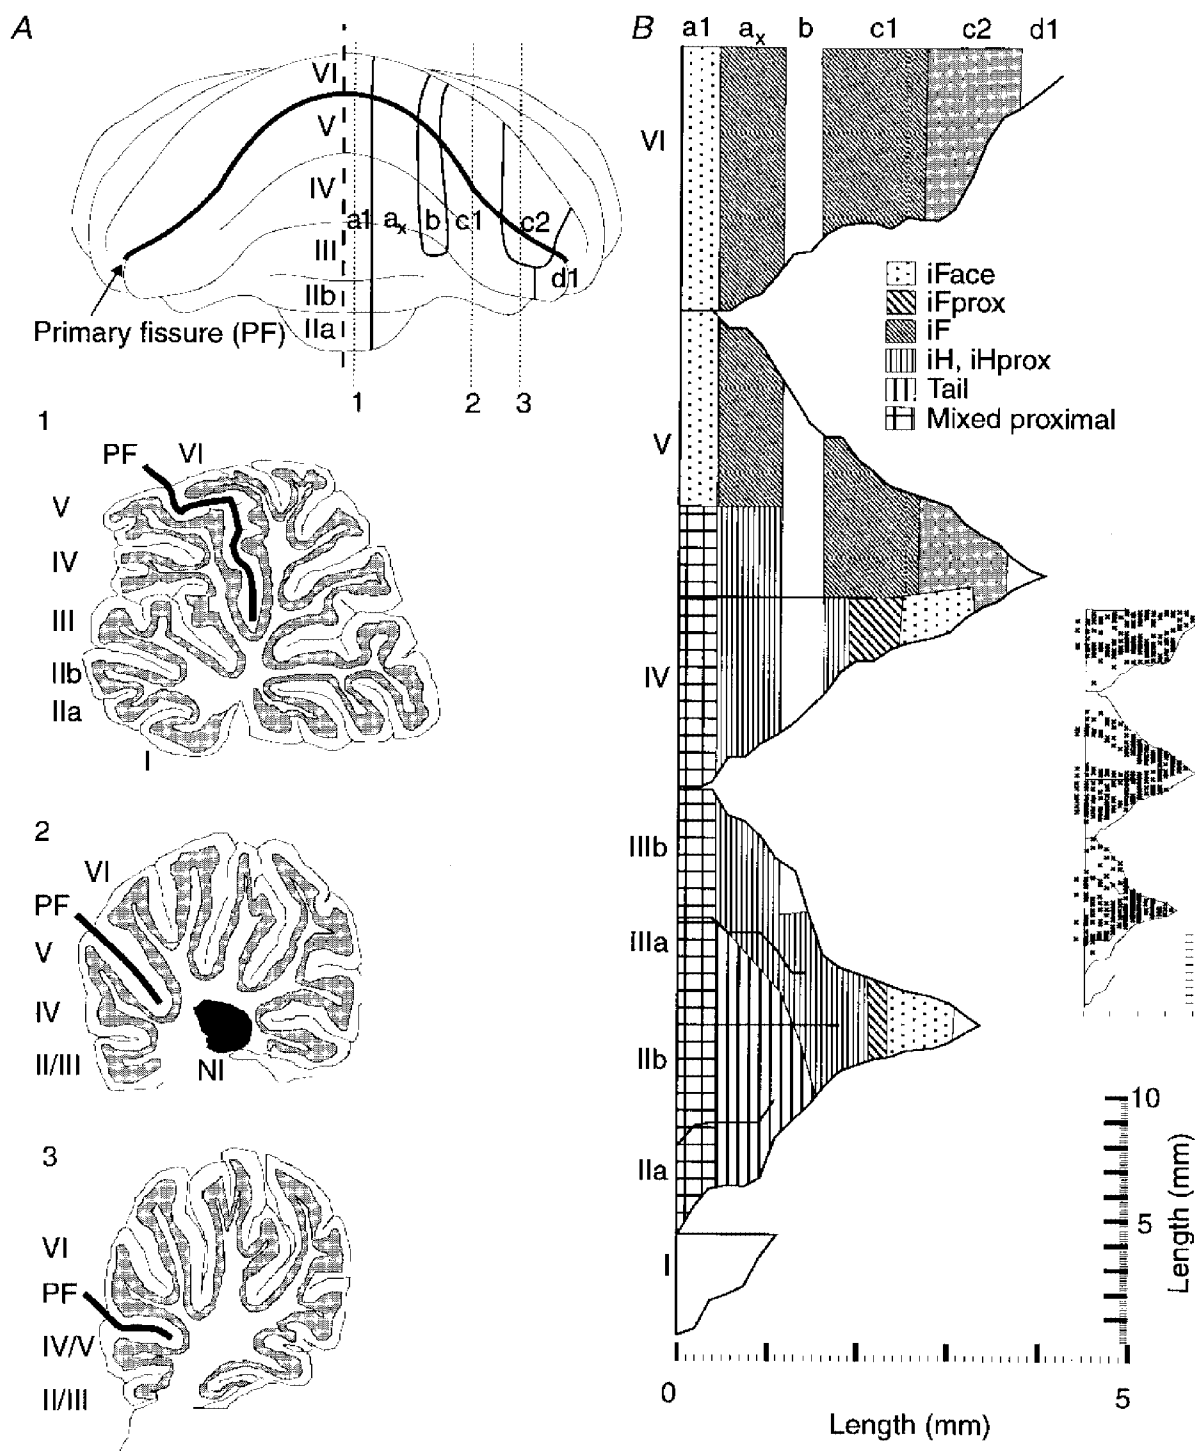 A
VI
V
IV
a1 ax b c1 c2
III
d1
IIb
Primary fissure (PF)
IIa
1 2 3
1
PF VI
V
IV
III
IIb
IIa
I
2
VI
PF
V
IV
II/III
NI
3
VI
PF
IV/V
II/III
B
a1 ax b c1 c2 d1
VI
iFace
iFprox
iF
iH, iHprox
Tail
Mixed proximal
V
IV
IIIb
IIIa
IIb
IIa
I
10
5
Length (mm)
0 5
Length (mm)